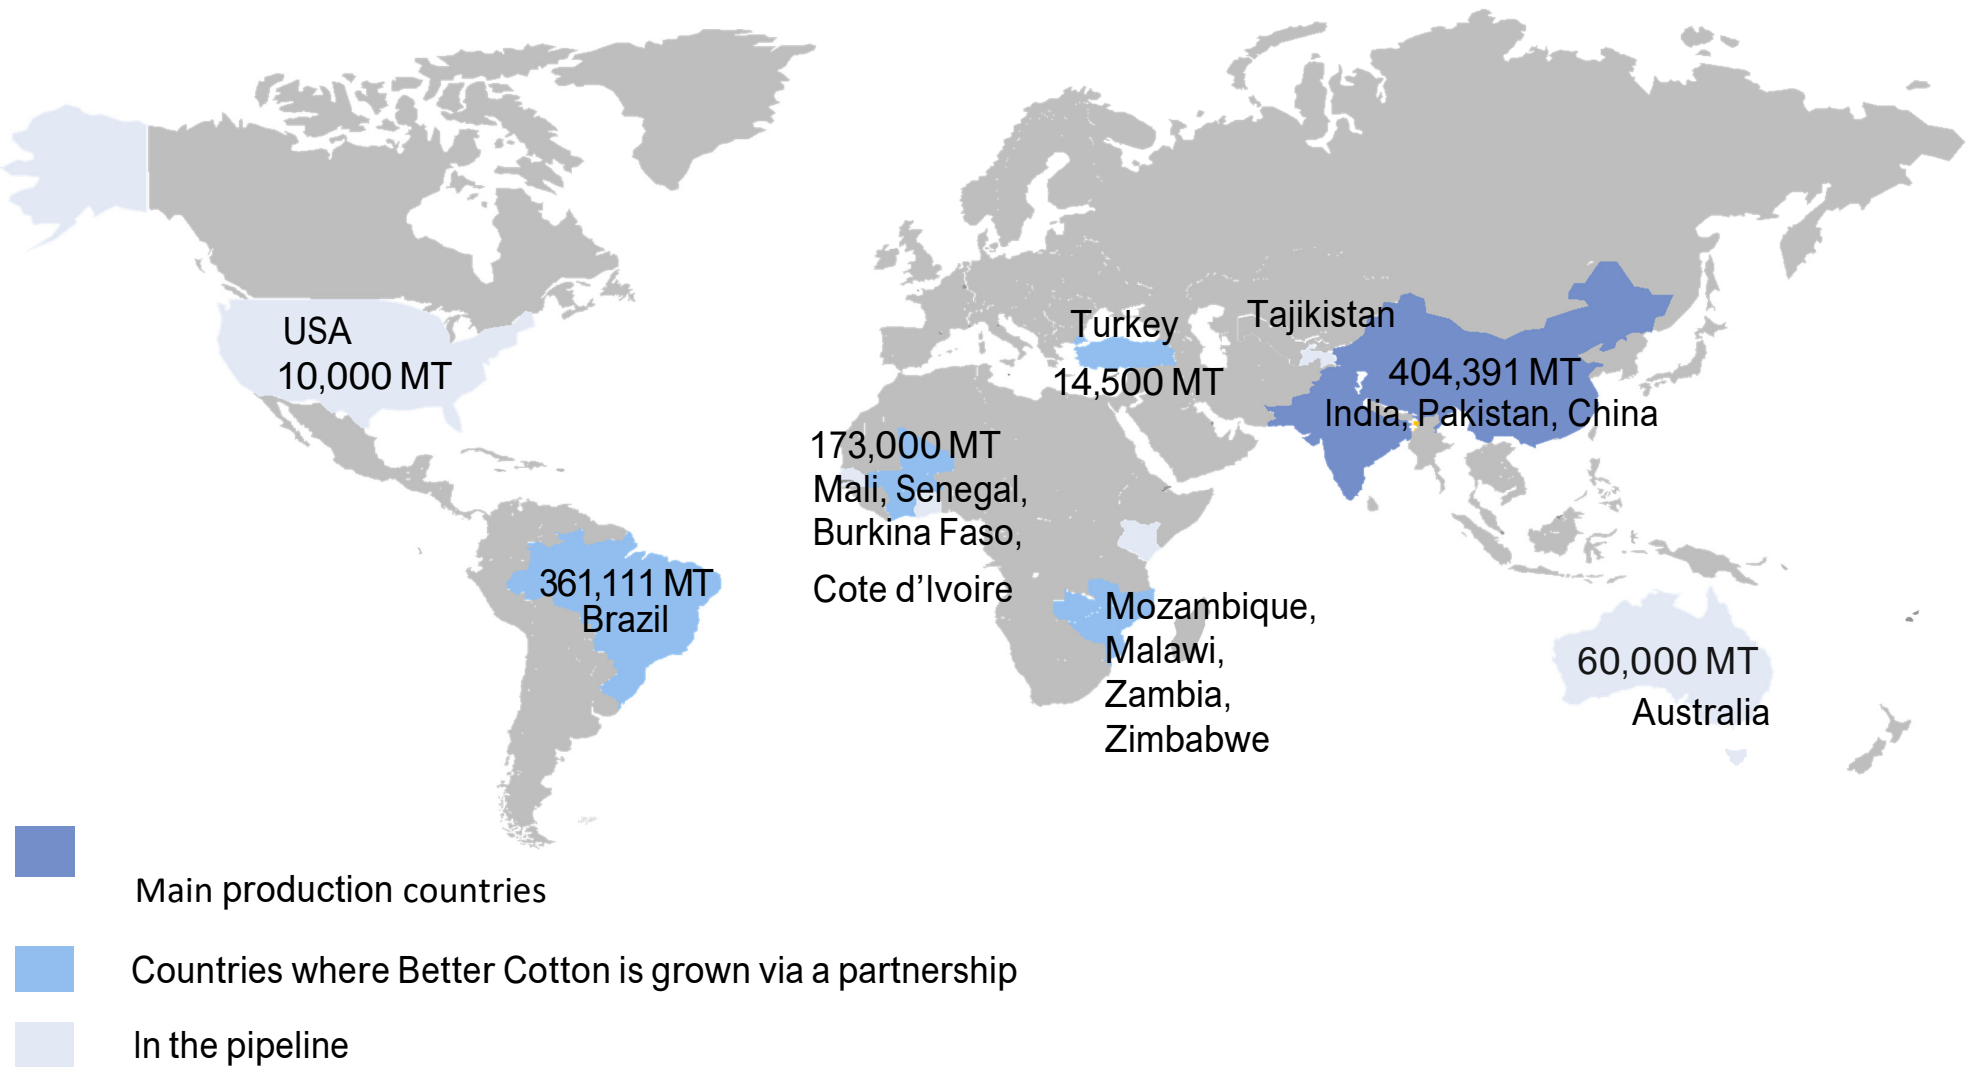 USA
10,000 MT
Turkey
14,500 MT
Tajikistan
404,391 MT
India, Pakistan, China
173,000 MT
Mali, Senegal,
Burkina Faso,
Cote d’Ivoire
361,111 MT
Brazil
Mozambique,
Malawi,
Zambia,
Zimbabwe
60,000 MT
Australia
Main production countries
Countries where Better Cotton is grown via a partnership
In the pipeline